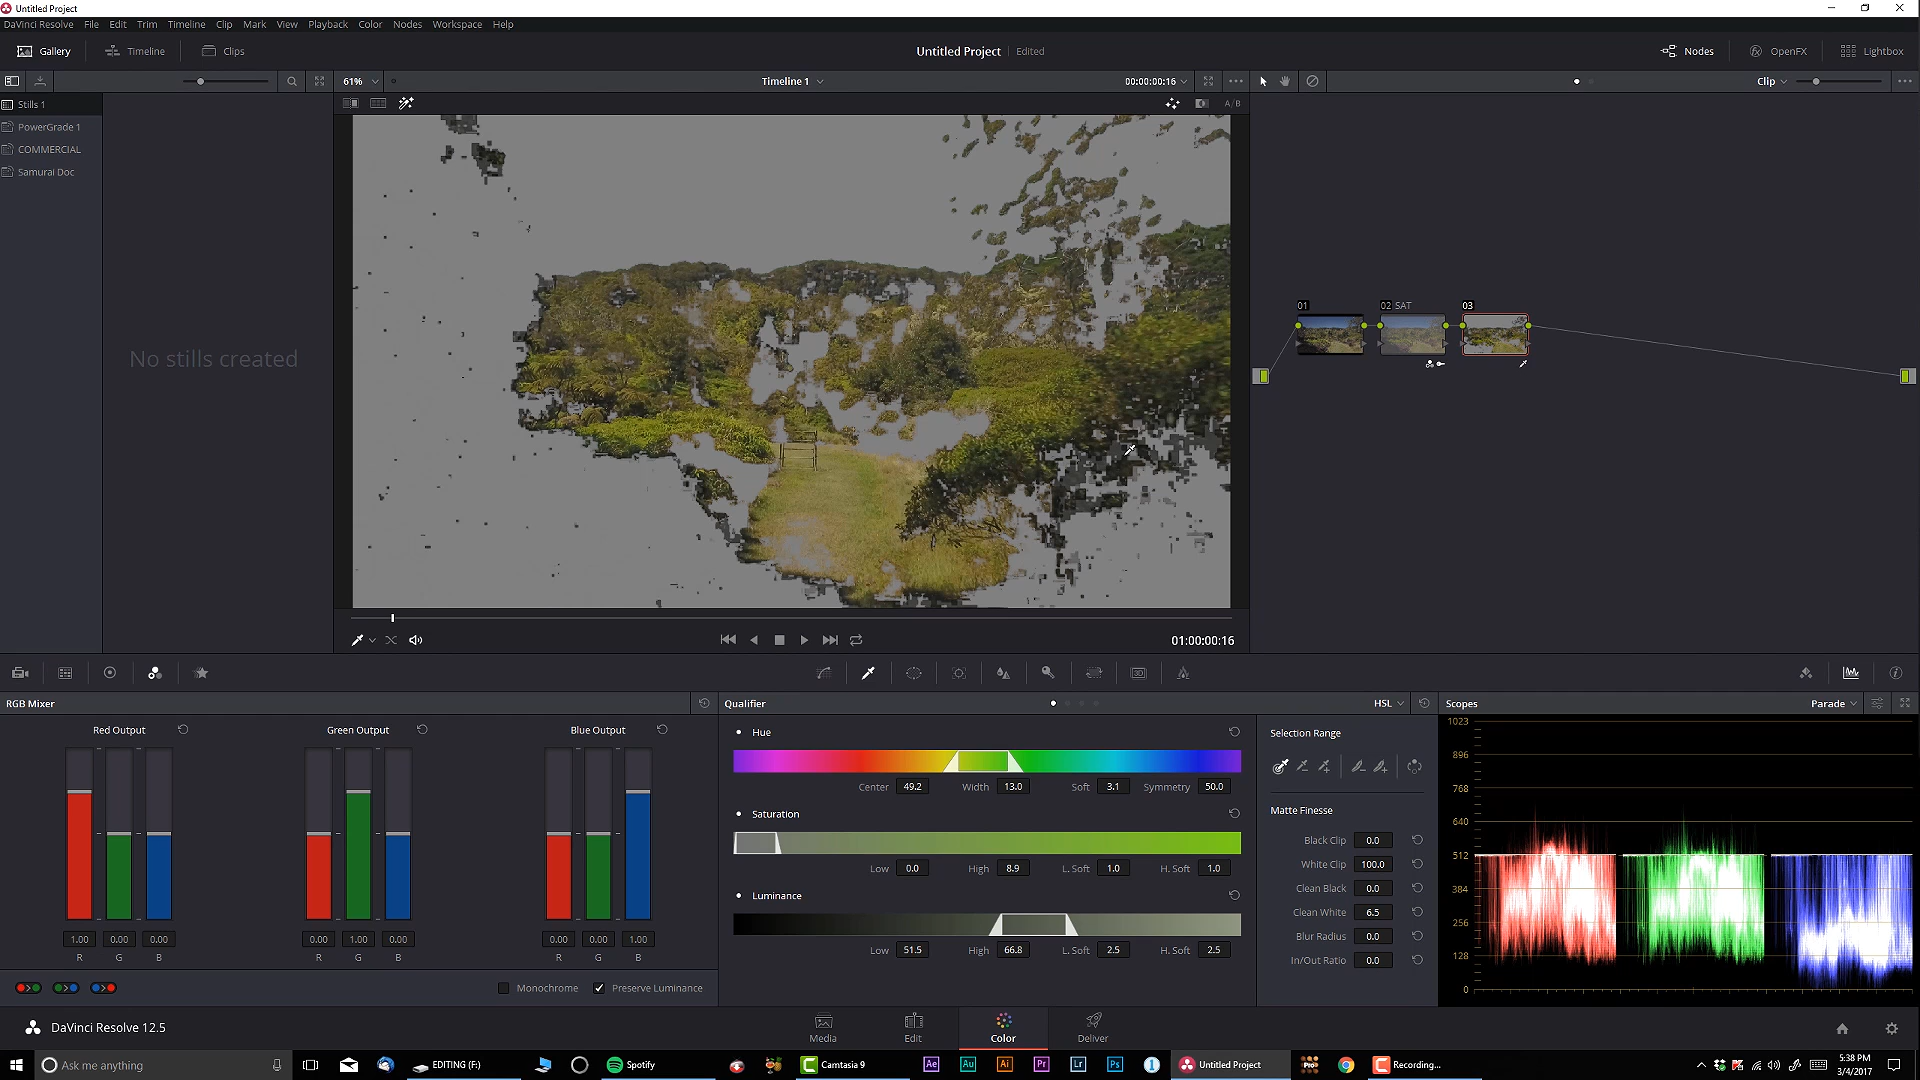 Untitled Project
DaVinci Resolve File Edit Trim Timeline Clip Mark View Playback Color Nodes Workspace Help
Gallery Timeline Clips Untitled Project Edited Nodes OpenFX Lightbox
61% Timeline 1 00:00:00:16 Clip
A/B
Stills 1
PowerGrade 1
COMMERCIAL
Samurai Doc
No stills created
01 02 SAT 03
01:00:00:16
RGB Mixer Qualifier HSL Scopes Parade
Red Output Green Output Blue Output
1.00 0.00 0.00 0.00 1.00 0.00 0.00 0.00 1.00
R G B R G B R G B
Monochrome Preserve Luminance
Hue
Center 49.2 Width 13.0 Soft 3.1 Symmetry 50.0
Saturation
Low 0.0 High 8.9 L. Soft 1.0 H. Soft 1.0
Luminance
Low 51.5 High 66.8 L. Soft 2.5 H. Soft 2.5
Selection Range
Matte Finesse
Black Clip 0.0
White Clip 100.0
Clean Black 0.0
Clean White 6.5
Blur Radius 0.0
In/Out Ratio 0.0
1023
896
768
640
512
384
256
128
0
DaVinci Resolve 12.5 Media Edit Color Deliver
Ask me anything EDITING (F:) Spotify Camtasia 9 Ae Au Ai Pr Lr Ps Untitled Project Recording... 5:38 PM
3/4/2017